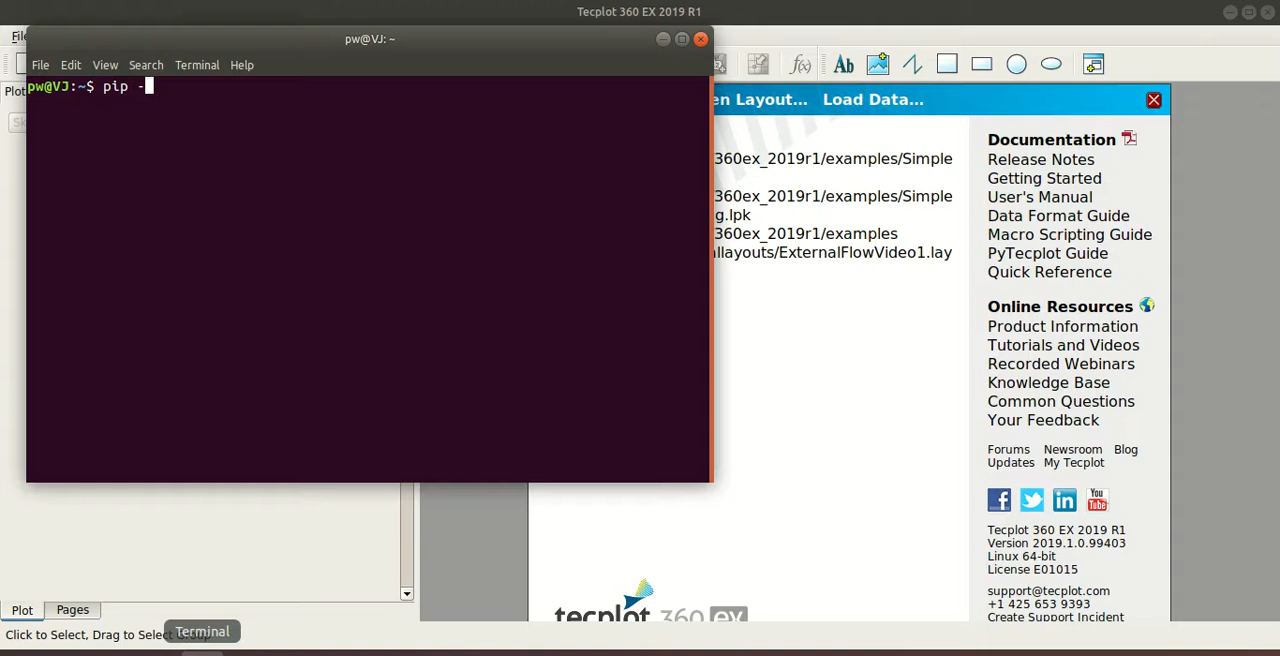 Tecplot 360 EX 2019 R1
File
pw@VJ: ~
File Edit View Search Terminal Help
pw@VJ:~$ pip -
Plot
f(x)
Ab
en Layout... Load Data...
360ex_2019r1/examples/Simple
360ex_2019r1/examples/Simple
g.lpk
360ex_2019r1/examples
allayouts/ExternalFlowVideo1.lay
Documentation
Release Notes
Getting Started
User's Manual
Data Format Guide
Macro Scripting Guide
PyTecplot Guide
Quick Reference
Online Resources
Product Information
Tutorials and Videos
Recorded Webinars
Knowledge Base
Common Questions
Your Feedback
Forums Newsroom Blog
Updates My Tecplot
You
Tube
Tecplot 360 EX 2019 R1
Version 2019.1.0.99403
Linux 64-bit
License E01015
support@tecplot.com
+1 425 653 9393
Create Support Incident
tecplot 360 ex
Plot Pages
Click to Select, Drag to Select
Terminal